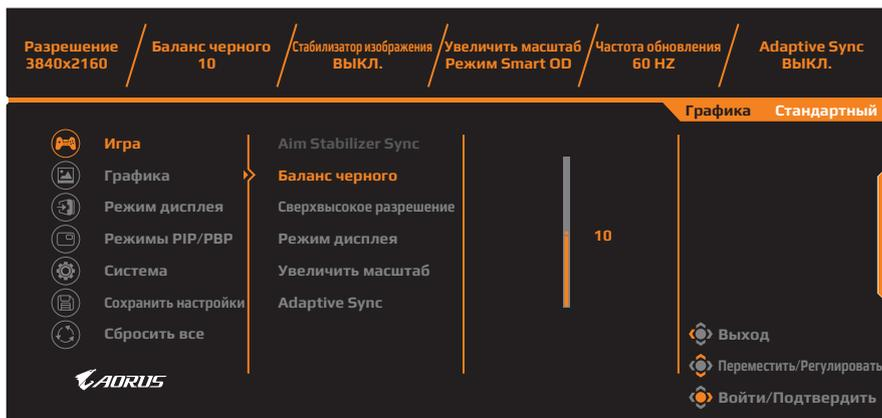 Разрешение Баланс черного Стабилизатор изображения Увеличить масштаб Частота обновления Adaptive Sync
3840x2160 10 ВЫКЛ. Режим Smart OD 60 HZ ВЫКЛ.
Графика Стандартный
Игра Aim Stabilizer Sync
Графика Баланс черного
Режим дисплея Сверхвысокое разрешение
Режимы PIP/PBP Режим дисплея 10
Система Увеличить масштаб
Сохранить настройки Adaptive Sync
Сбросить все Выход
Переместить/Регулировать
AORUS
Войти/Подтвердить